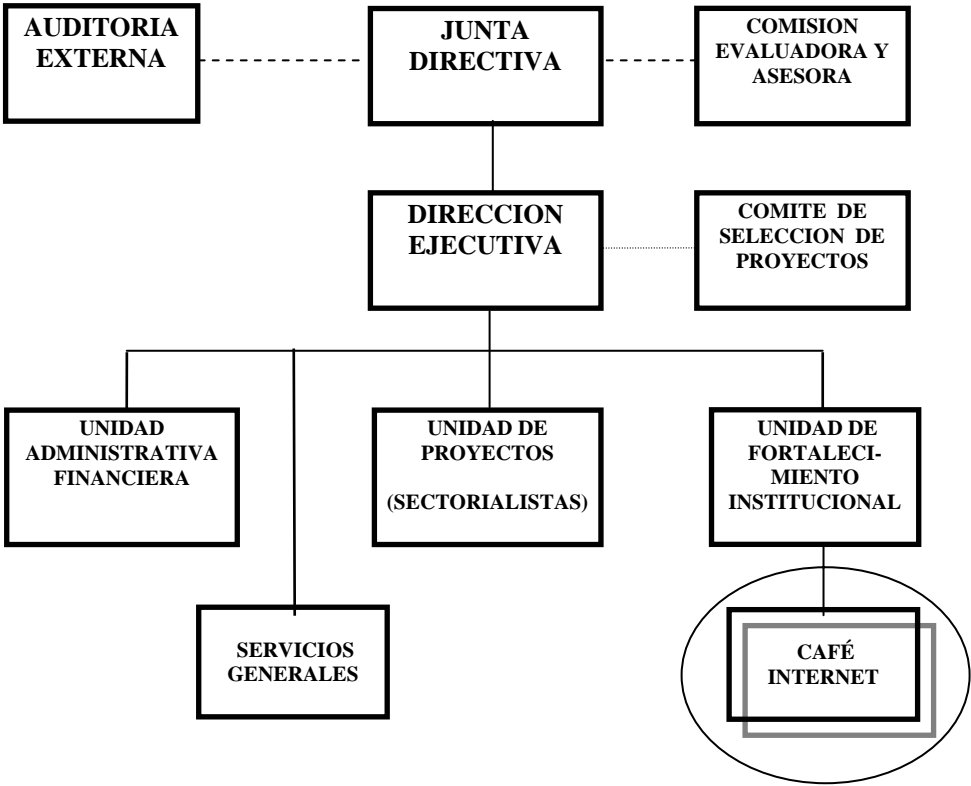 AUDITORIA
EXTERNA
JUNTA
DIRECTIVA
COMISION
EVALUADORA Y
ASESORA
DIRECCION
EJECUTIVA
COMITE DE
SELECCION DE
PROYECTOS
UNIDAD
ADMINISTRATIVA
FINANCIERA
UNIDAD DE
PROYECTOS
(SECTORIALISTAS)
UNIDAD DE
FORTALECI-
MIENTO
INSTITUCIONAL
SERVICIOS
GENERALES
CAFÉ
INTERNET